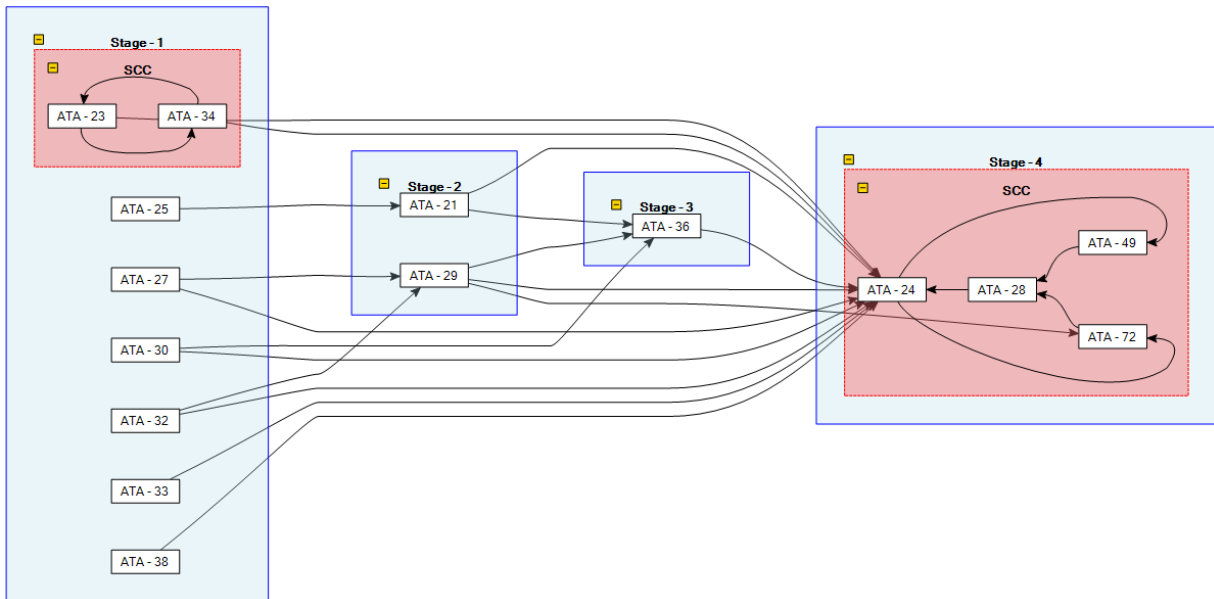 Stage - 1
SCC
ATA - 23
ATA - 34
ATA - 25
ATA - 27
ATA - 30
ATA - 32
ATA - 33
ATA - 38
Stage - 2
ATA - 21
ATA - 29
Stage - 3
ATA - 36
Stage - 4
SCC
ATA - 49
ATA - 24
ATA - 28
ATA - 72